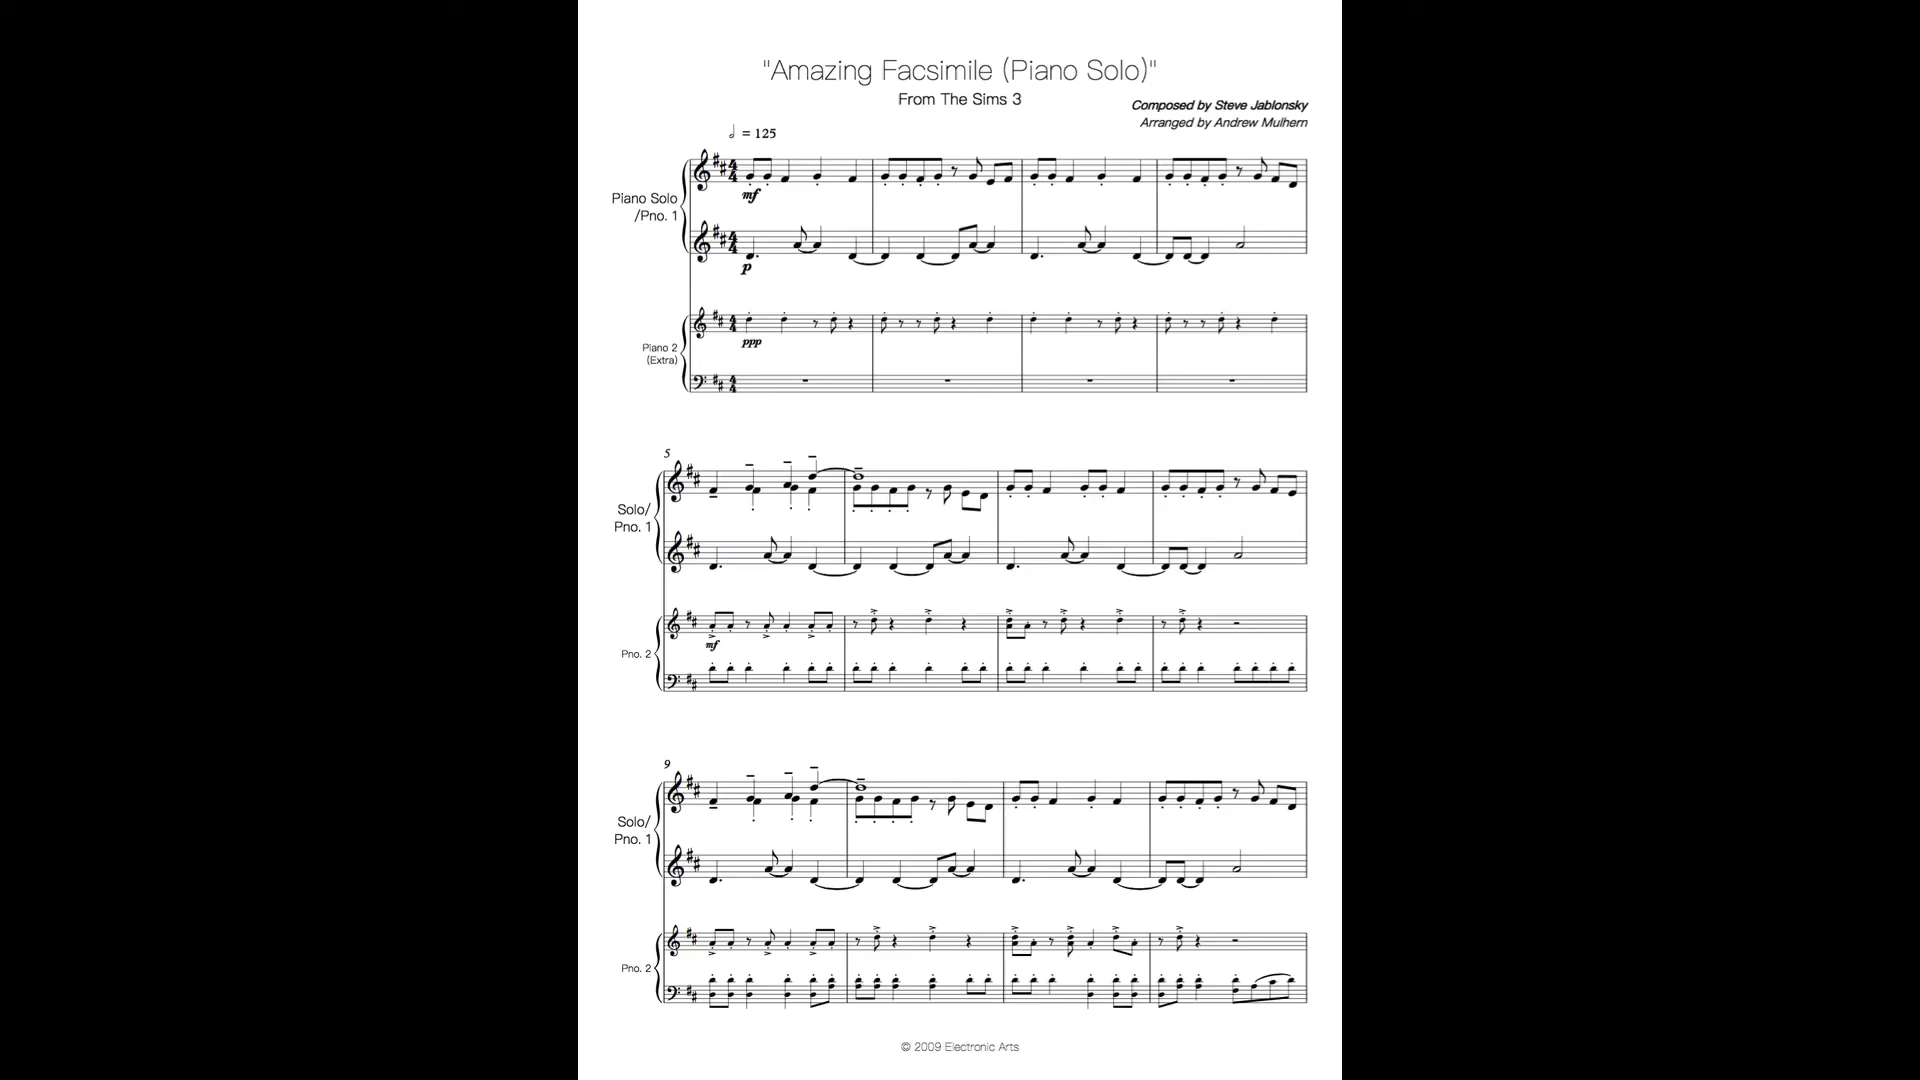 "Amazing Facsimile (Piano Solo)"
From The Sims 3
Composed by Steve Jablonsky
Arranged by Andrew Mulhern
= 125
Piano Solo
/Pno. 1
mf
p
Piano 2
(Extra)
ppp
5
Solo/
Pno. 1
mf
Pno. 2
9
Solo/
Pno. 1
Pno. 2
© 2009 Electronic Arts